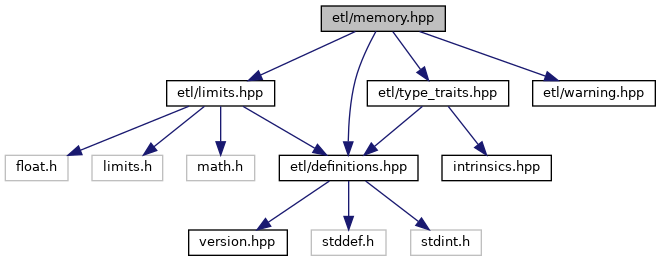 etl/memory.hpp
etl/limits.hpp
etl/type_traits.hpp
etl/warning.hpp
float.h
limits.h
math.h
etl/definitions.hpp
intrinsics.hpp
version.hpp
stddef.h
stdint.h